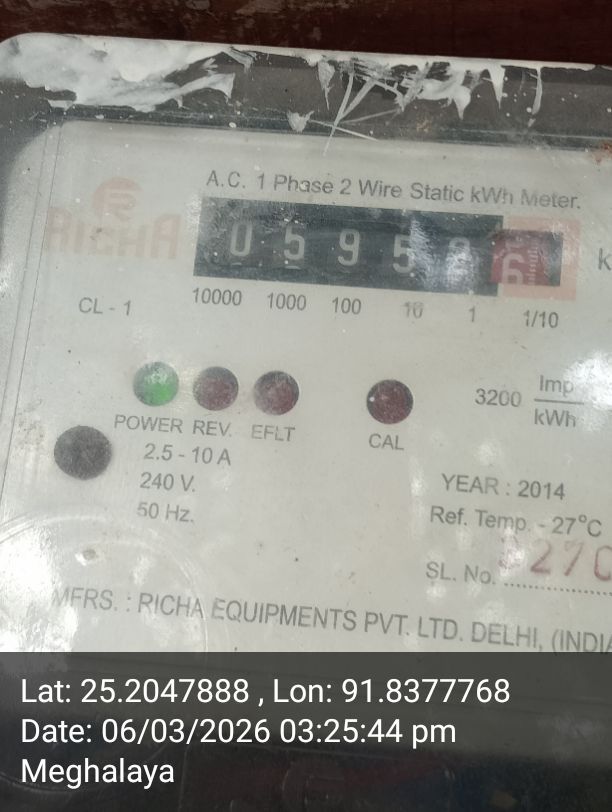 A.C. 1 Phase 2 Wire Static kWh Meter.
RICHA
0 5 9 5 6
10000 1000 100 10 1 1/10
CL - 1
3200 Imp
kWh
POWER REV. EFLT
CAL
2.5 - 10 A
240 V.
50 Hz.
YEAR : 2014
Ref. Temp. - 27°C
SL. No.
MFRS. : RICHA EQUIPMENTS PVT. LTD. DELHI,
Lat: 25.2047888 , Lon: 91.8377768
Date: 06/03/2026 03:25:44 pm
Meghalaya